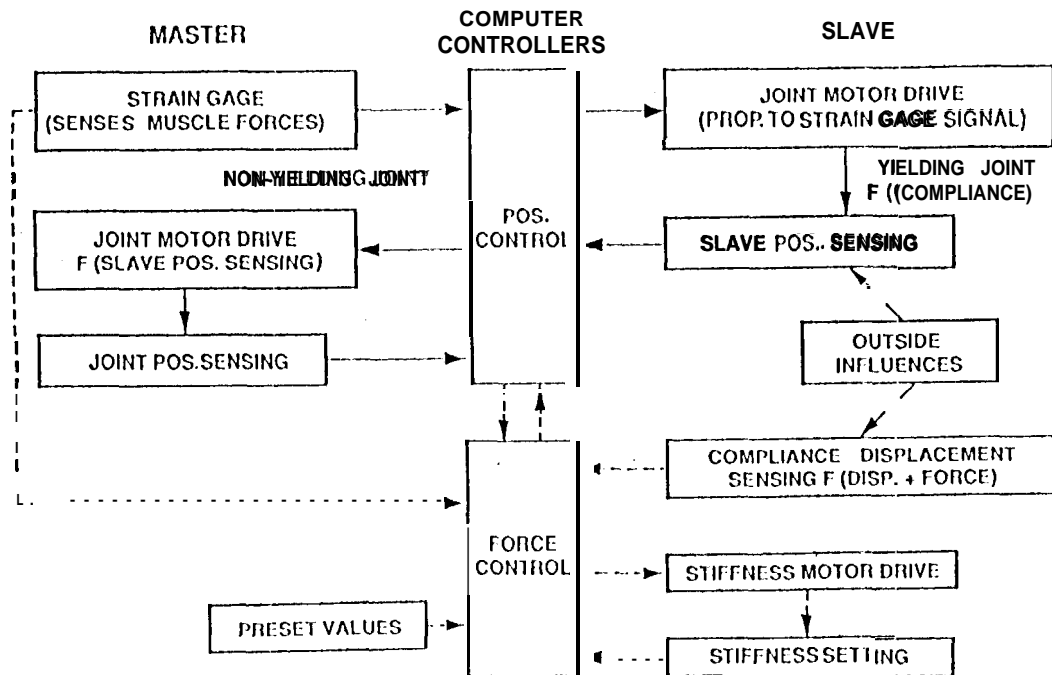 MASTER
COMPUTER
CONTROLLERS
SLAVE
STRAIN GAGE
(SENSES MUSCLE FORCES)
JOINT MOTOR DRIVE
(PROP. TO STRAIN GAGE SIGNAL)
NON-YIELDING JOINT
YIELDING JOINT
F ((COMPLIANCE)
POS.
CONTROL
JOINT MOTOR DRIVE
F (SLAVE POS. SENSING)
SLAVE POS. SENSING
JOINT POS. SENSING
OUTSIDE
INFLUENCES
COMPLIANCE DISPLACEMENT
SENSING F (DISP. + FORCE)
FORCE
CONTROL
STIFFNESS MOTOR DRIVE
PRESET VALUES
STIFFNESS SETTING